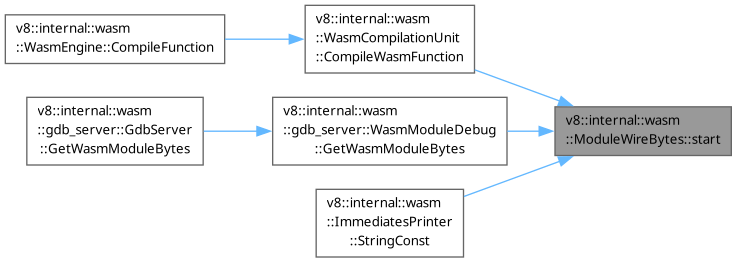 v8::internal::wasm
::WasmEngine::CompileFunction
v8::internal::wasm
::WasmCompilationUnit
::CompileWasmFunction
v8::internal::wasm
::gdb_server::GdbServer
::GetWasmModuleBytes
v8::internal::wasm
::gdb_server::WasmModuleDebug
::GetWasmModuleBytes
v8::internal::wasm
::ImmediatesPrinter
::StringConst
v8::internal::wasm
::ModuleWireBytes::start